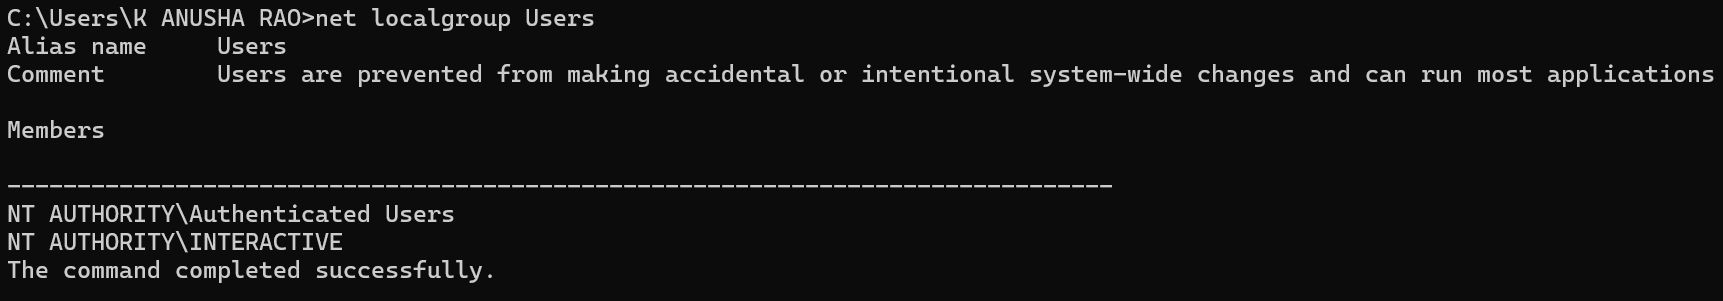 C:\Users\K ANUSHA RAO>net localgroup Users
Alias name     Users
Comment        Users are prevented from making accidental or intentional system-wide changes and can run most applications

Members

-------------------------------------------------------------------------------
NT AUTHORITY\Authenticated Users
NT AUTHORITY\INTERACTIVE
The command completed successfully.